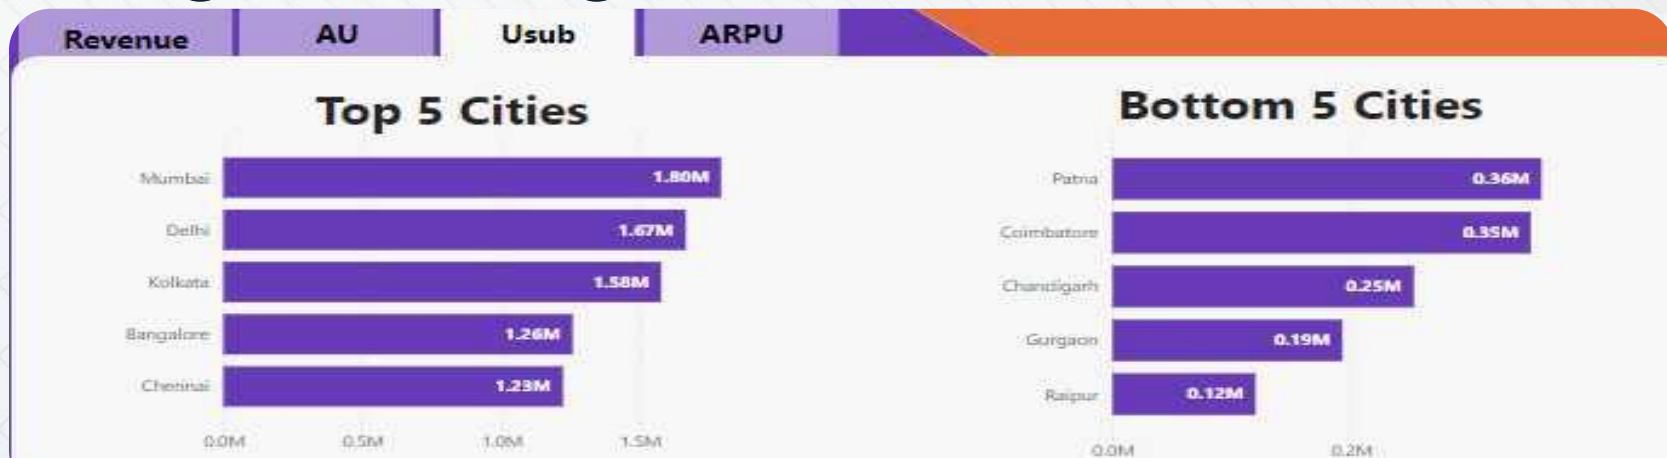 Revenue AU Usub ARPU
Top 5 Cities
Mumbai 1.80M
Delhi 1.67M
Kolkata 1.58M
Bangalore 1.26M
Chennai 1.23M
0.0M 0.5M 1.0M 1.5M
Bottom 5 Cities
Patna 0.36M
Coimbatore 0.35M
Chandigarh 0.25M
Gurgaon 0.19M
Raipur 0.12M
0.0M 0.2M